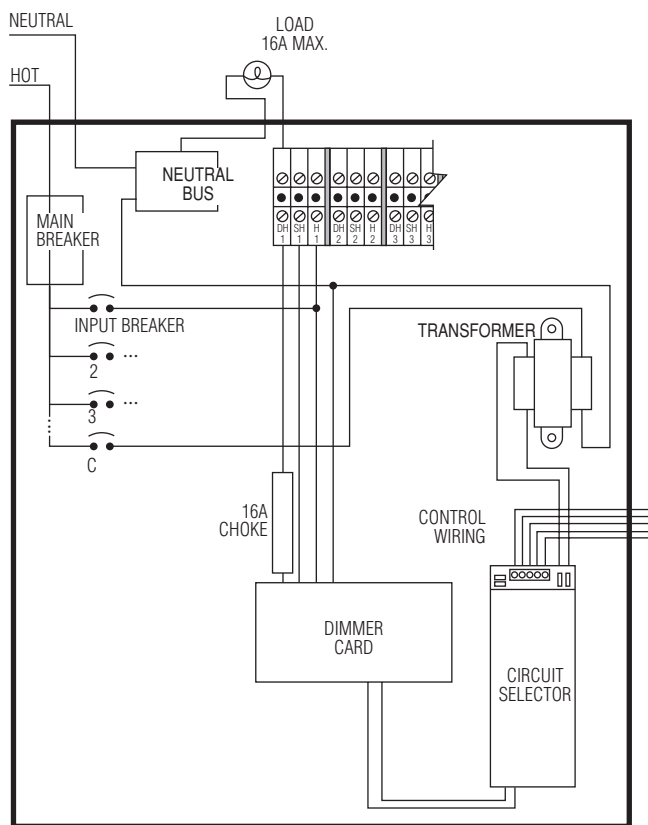 NEUTRAL
LOAD
16A MAX.
HOT
NEUTRAL
BUS
MAIN
BREAKER
DH 1 SH 1 H 1 DH 2 SH 2 H 2 DH 3 SH 3 H 3
INPUT BREAKER
TRANSFORMER
2 ...
3 ...
C
16A
CHOKE
CONTROL
WIRING
DIMMER
CARD
CIRCUIT
SELECTOR